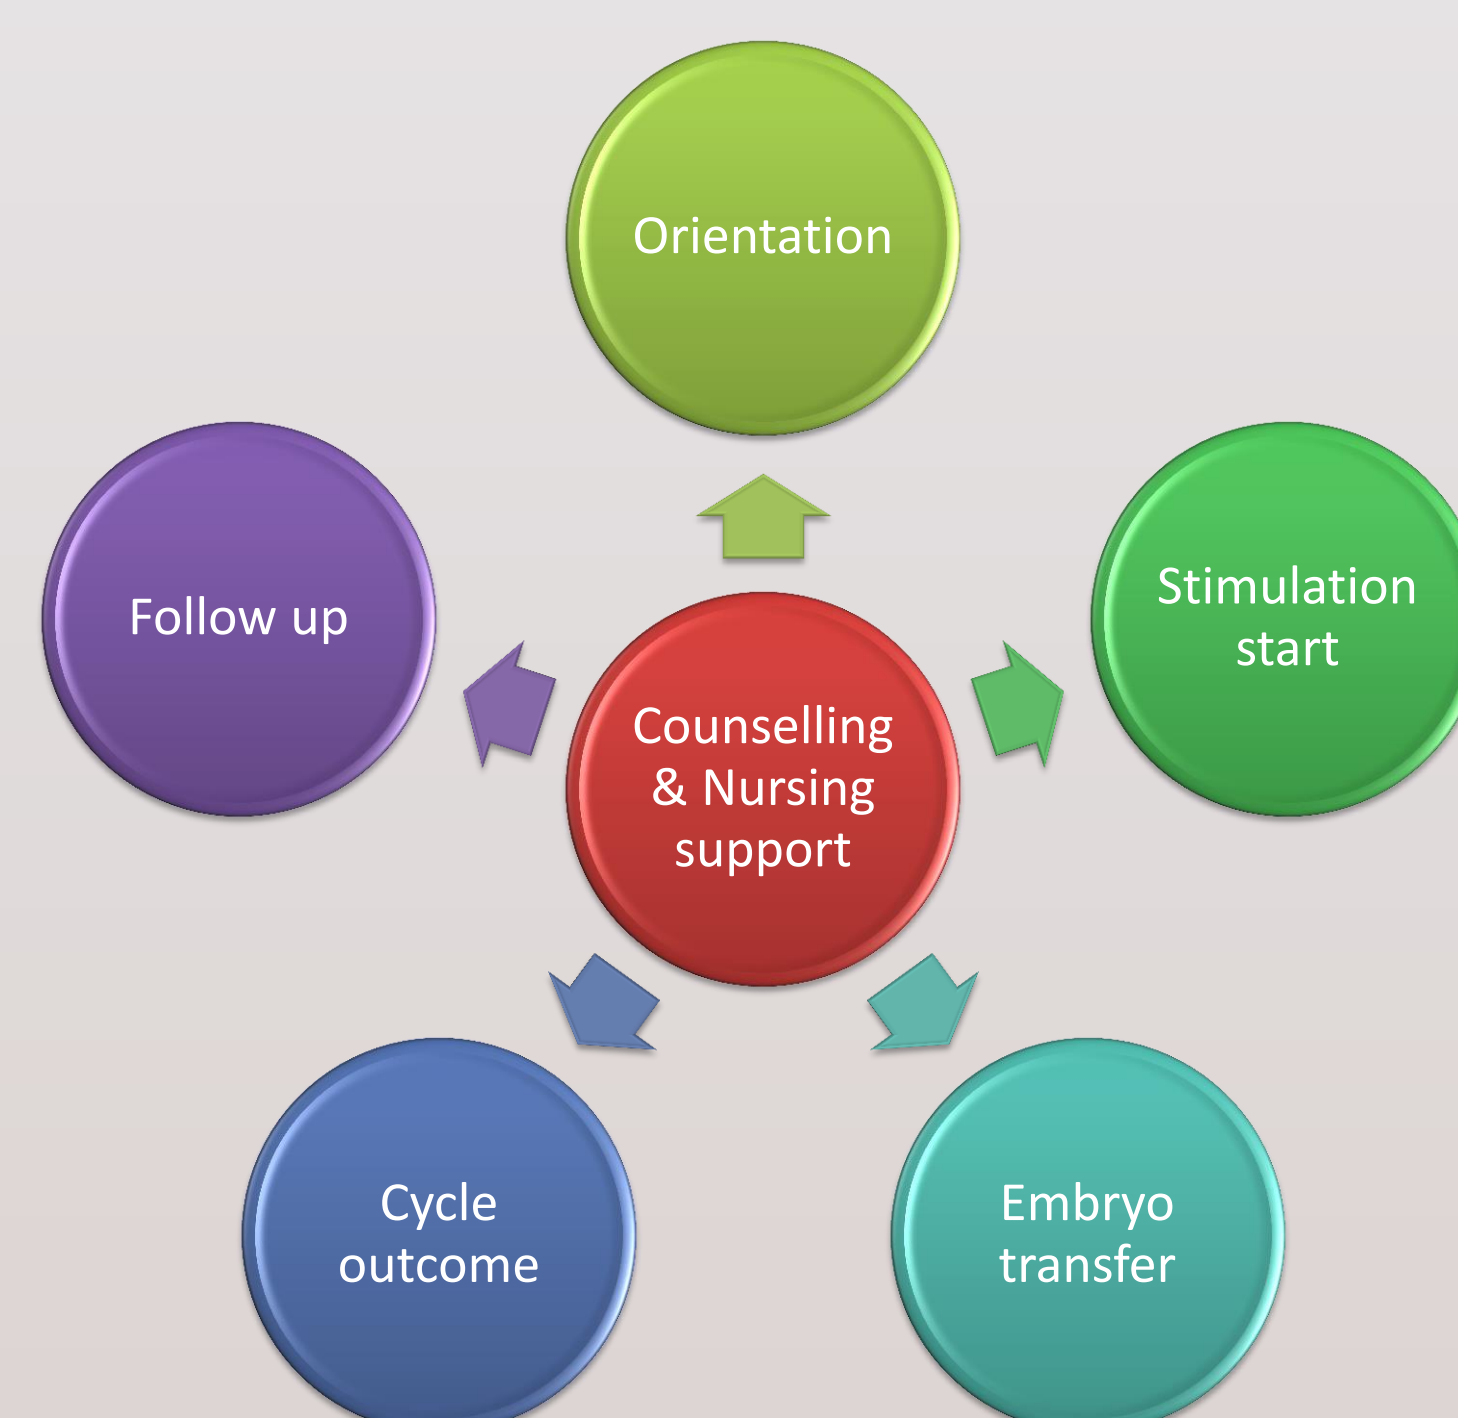 Orientation
Follow up
Stimulation
start
Counselling
& Nursing
support
Cycle
outcome
Embryo
transfer